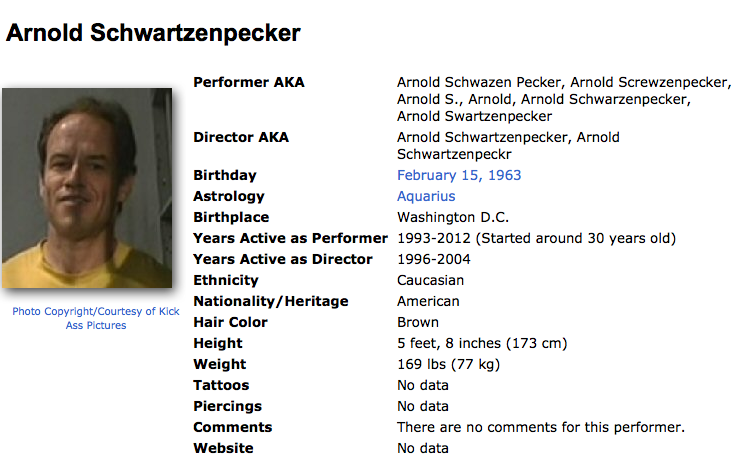 Arnold Schwartzenpecker
Performer AKA Arnold Schwazen Pecker, Arnold Screwzenpecker,
Arnold S., Arnold, Arnold Schwarzenpecker,
Arnold Swartzenpecker
Director AKA Arnold Schwartzenpecker, Arnold
Schwartzenpeckr
Birthday February 15, 1963
Astrology Aquarius
Birthplace Washington D.C.
Years Active as Performer 1993-2012 (Started around 30 years old)
Years Active as Director 1996-2004
Ethnicity Caucasian
Nationality/Heritage American
Hair Color Brown
Height 5 feet, 8 inches (173 cm)
Weight 169 lbs (77 kg)
Tattoos No data
Piercings No data
Comments There are no comments for this performer.
Website No data
Photo Copyright/Courtesy of Kick
Ass Pictures